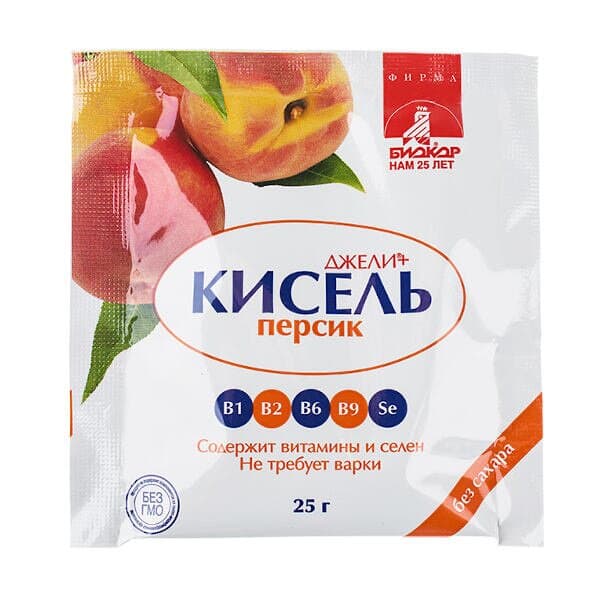 ФИРМА
БИОКОР
НАМ 25 ЛЕТ
ДЖЕЛИ+
КИСЕЛЬ
персик
B1 B2 B6 B9 Se
Содержит витамины и селен
Не требует варки
БЕЗ
ГМО
25 г
без сахара